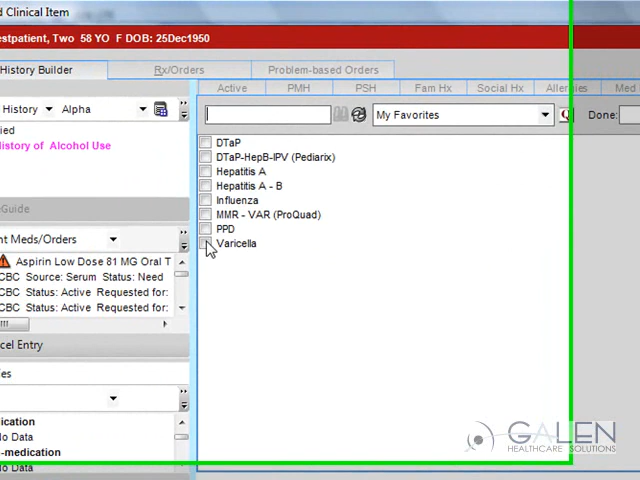 d Clinical Item
estpatient, Two 58 YO F DOB: 25Dec1950
History Builder
Rx/Orders
Problem-based Orders
Active
PMH
PSH
Fam Hx
Social Hx
Allergies
Med
History
Alpha
My Favorites
Q
Done:
ied
istory of Alcohol Use
DTaP
DTaP-HepB-IPV (Pediarix)
Hepatitis A
Hepatitis A - B
Influenza
MMR - VAR (ProQuad)
PPD
Varicella
eGuide
nt Meds/Orders
Aspirin Low Dose 81 MG Oral T
CBC Source: Serum Status: Need
CBC Status: Active Requested for:
CBC Status: Active Requested for:
cel Entry
ies
ication
lo Data
-medication
lo Data
GALEN
HEALTHCARE SOLUTIONS